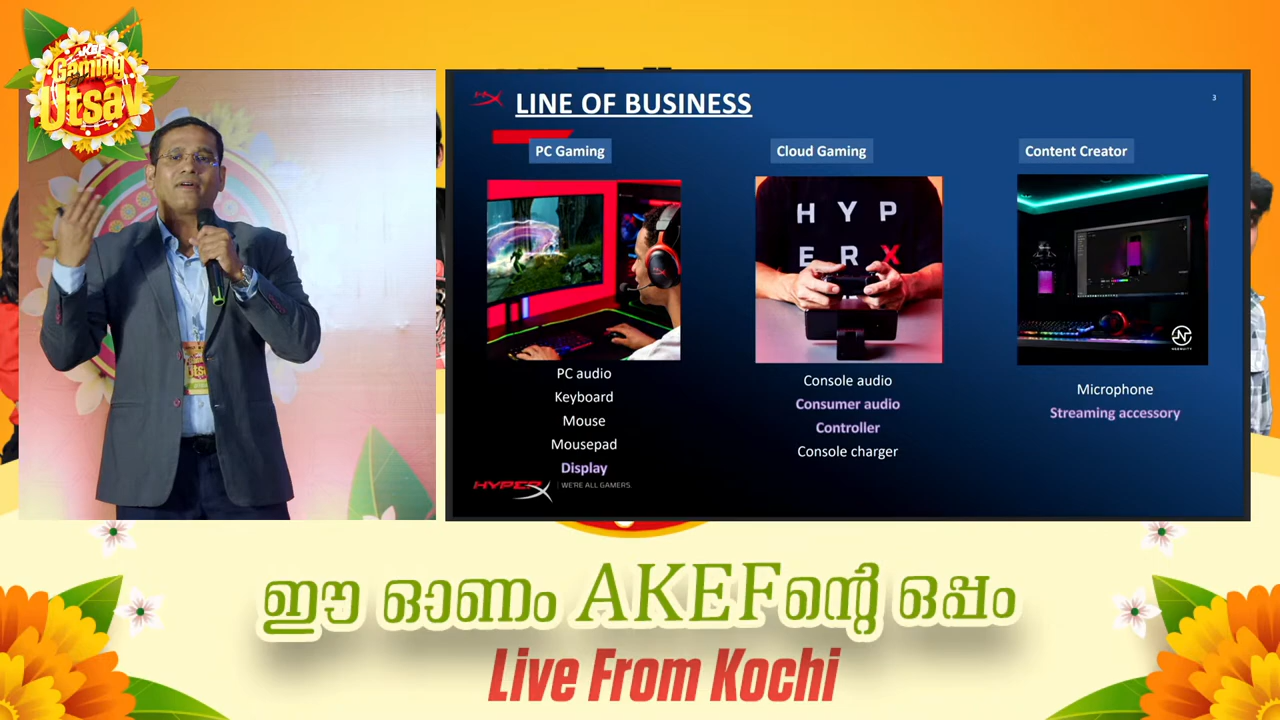 AKEF
Gaming
Utsav
LINE OF BUSINESS
3
PC Gaming
Cloud Gaming
Content Creator
H Y P
E R X
PC audio
Keyboard
Mouse
Mousepad
Display
Console audio
Consumer audio
Controller
Console charger
Microphone
Streaming accessory
HYPERX | WE'RE ALL GAMERS
Utsav
ഈ ഓണം AKEFന്റെ ഒപ്പം
Live From Kochi